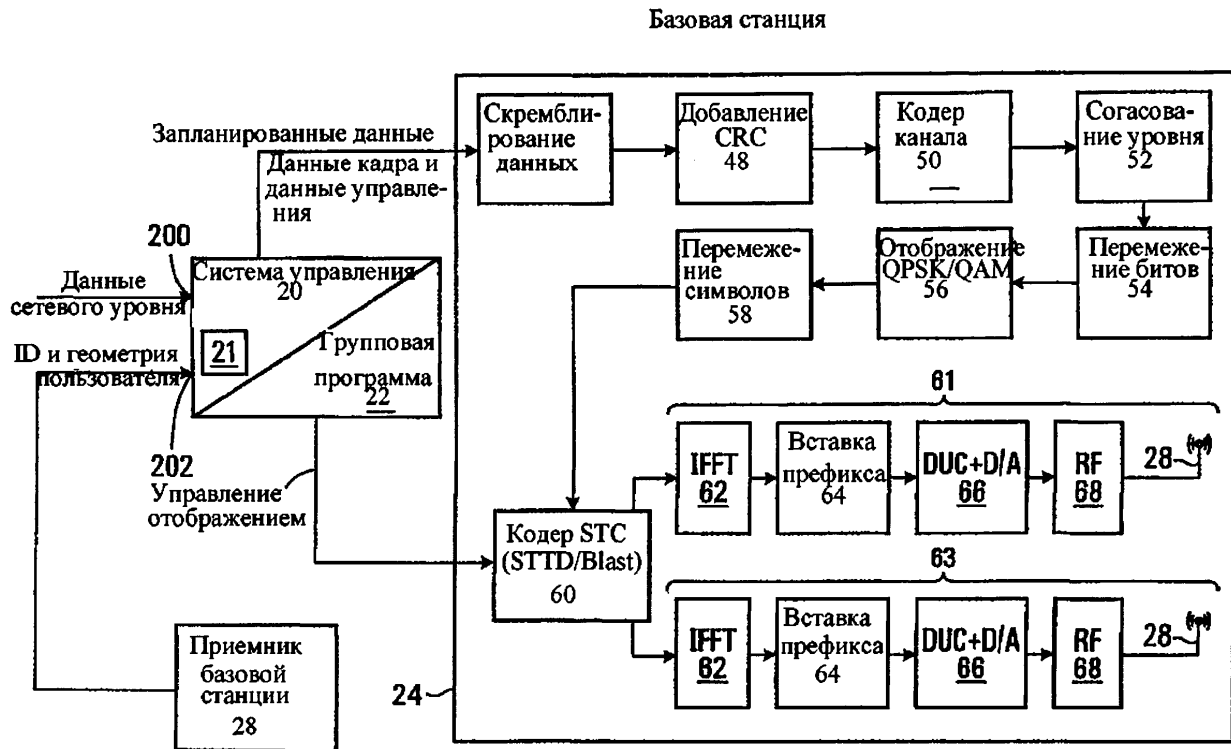 Базовая станция
Запланированные данные
Данные кадра и
данные управле-
ния
Скрембли-
рование
данных
Добавление
CRC
48
Кодер
канала
50
Согасование
уровня
52
Перемеже-
ние
символов
58
Отображение
QPSK/QAM
56
Перемеже-
ние битов
54
200
Данные
сетевого уровня
ID и геометрия
пользователя
202
Система управления
20
21
Групповая
программа
22
Управление
отображением
Приемник
базовой
станции
28
24
Кодер STC
(STTD/Blast)
60
61
IFFT
62
Вставка
префикса
64
DUC+D/A
66
RF
68
28
63
IFFT
62
Вставка
префикса
64
DUC+D/A
66
RF
68
28